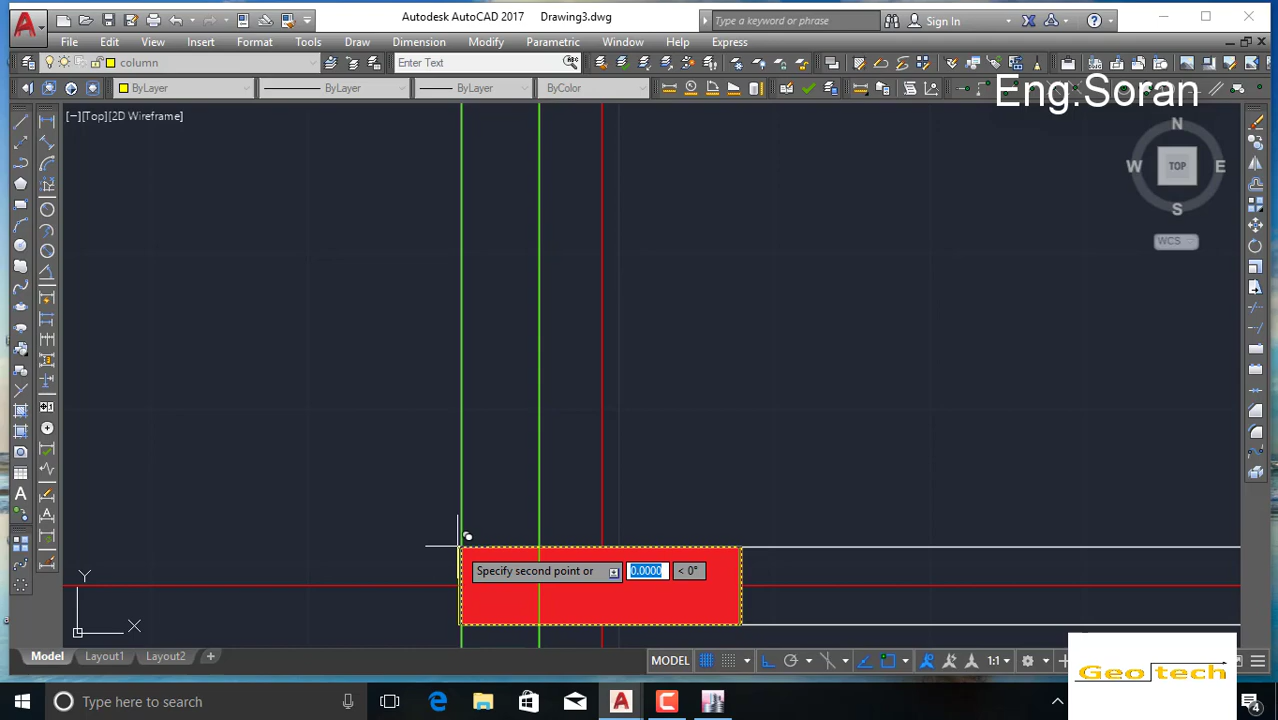 Autodesk AutoCAD 2017 Drawing3.dwg
Type a keyword or phrase
Sign In
File Edit View Insert Format Tools Draw Dimension Modify Parametric Window Help Express
column
Enter Text
ByLayer
ByLayer
ByLayer
ByColor
Eng.Soran
[−][Top][2D Wireframe]
N
W
TOP
E
S
WCS
Specify second point or
0.0000
< 0°
Y
X
Model Layout1 Layout2
MODEL
1:1
Geotech
Type here to search
4